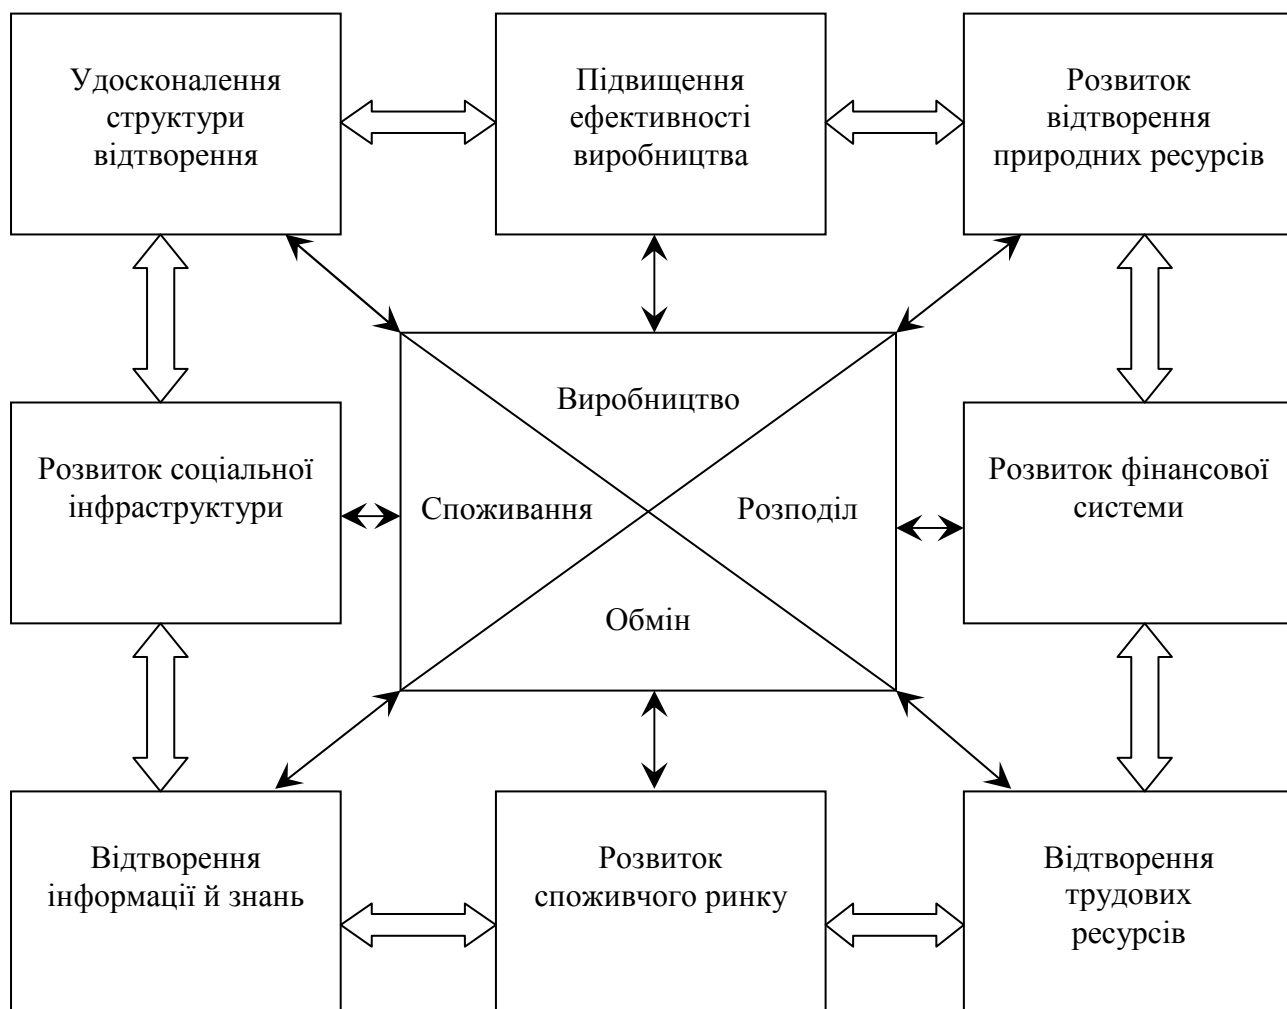 Удосконалення
структури
відтворення
Підвищення
ефективності
виробництва
Розвиток
відтворення
природних ресурсів
Виробництво
Розвиток соціальної
інфраструктури
Споживання
Розподіл
Розвиток фінансової
системи
Обмін
Відтворення
інформації й знань
Розвиток
споживчого ринку
Відтворення
трудових
ресурсів